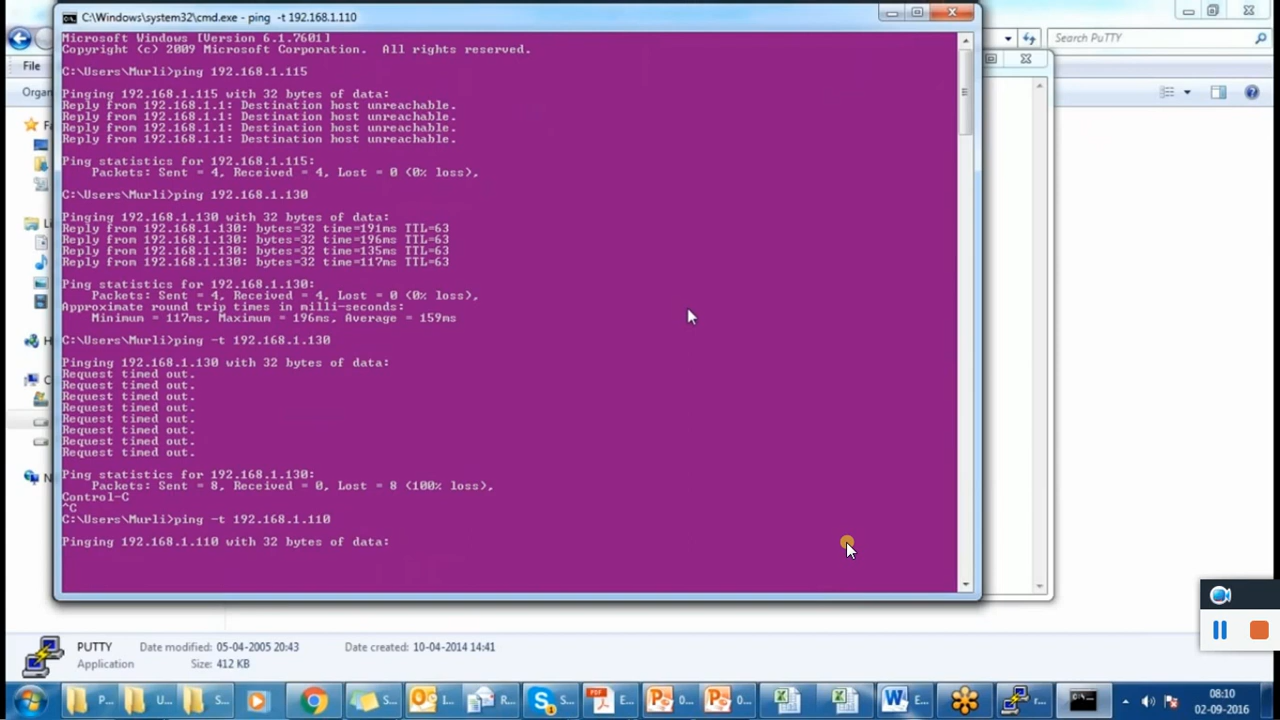 C:\Windows\system32\cmd.exe - ping -t 192.168.1.110
Microsoft Windows [Version 6.1.7601]
Copyright (c) 2009 Microsoft Corporation. All rights reserved.
C:\Users\Murli>ping 192.168.1.115
Pinging 192.168.1.115 with 32 bytes of data:
Reply from 192.168.1.1: Destination host unreachable.
Reply from 192.168.1.1: Destination host unreachable.
Reply from 192.168.1.1: Destination host unreachable.
Reply from 192.168.1.1: Destination host unreachable.
Ping statistics for 192.168.1.115:
Packets: Sent = 4, Received = 4, Lost = 0 (0% loss),
C:\Users\Murli>ping 192.168.1.130
Pinging 192.168.1.130 with 32 bytes of data:
Reply from 192.168.1.130: bytes=32 time=191ms TTL=63
Reply from 192.168.1.130: bytes=32 time=196ms TTL=63
Reply from 192.168.1.130: bytes=32 time=135ms TTL=63
Reply from 192.168.1.130: bytes=32 time=117ms TTL=63
Ping statistics for 192.168.1.130:
Packets: Sent = 4, Received = 4, Lost = 0 (0% loss),
Approximate round trip times in milli-seconds:
Minimum = 117ms, Maximum = 196ms, Average = 159ms
C:\Users\Murli>ping -t 192.168.1.130
Pinging 192.168.1.130 with 32 bytes of data:
Request timed out.
Request timed out.
Request timed out.
Request timed out.
Request timed out.
Request timed out.
Request timed out.
Request timed out.
Ping statistics for 192.168.1.130:
Packets: Sent = 8, Received = 0, Lost = 8 (100% loss),
Control-C
^C
C:\Users\Murli>ping -t 192.168.1.110
Pinging 192.168.1.110 with 32 bytes of data:
Search PuTTY
File
Organ
Fa
Li
H
C
N
PUTTY Date modified: 05-04-2005 20:43 Date created: 10-04-2014 14:41
Application Size: 412 KB
P... U... S... I... R... S... E... 0... 0... E... r... C:\...
08:10
02-09-2016